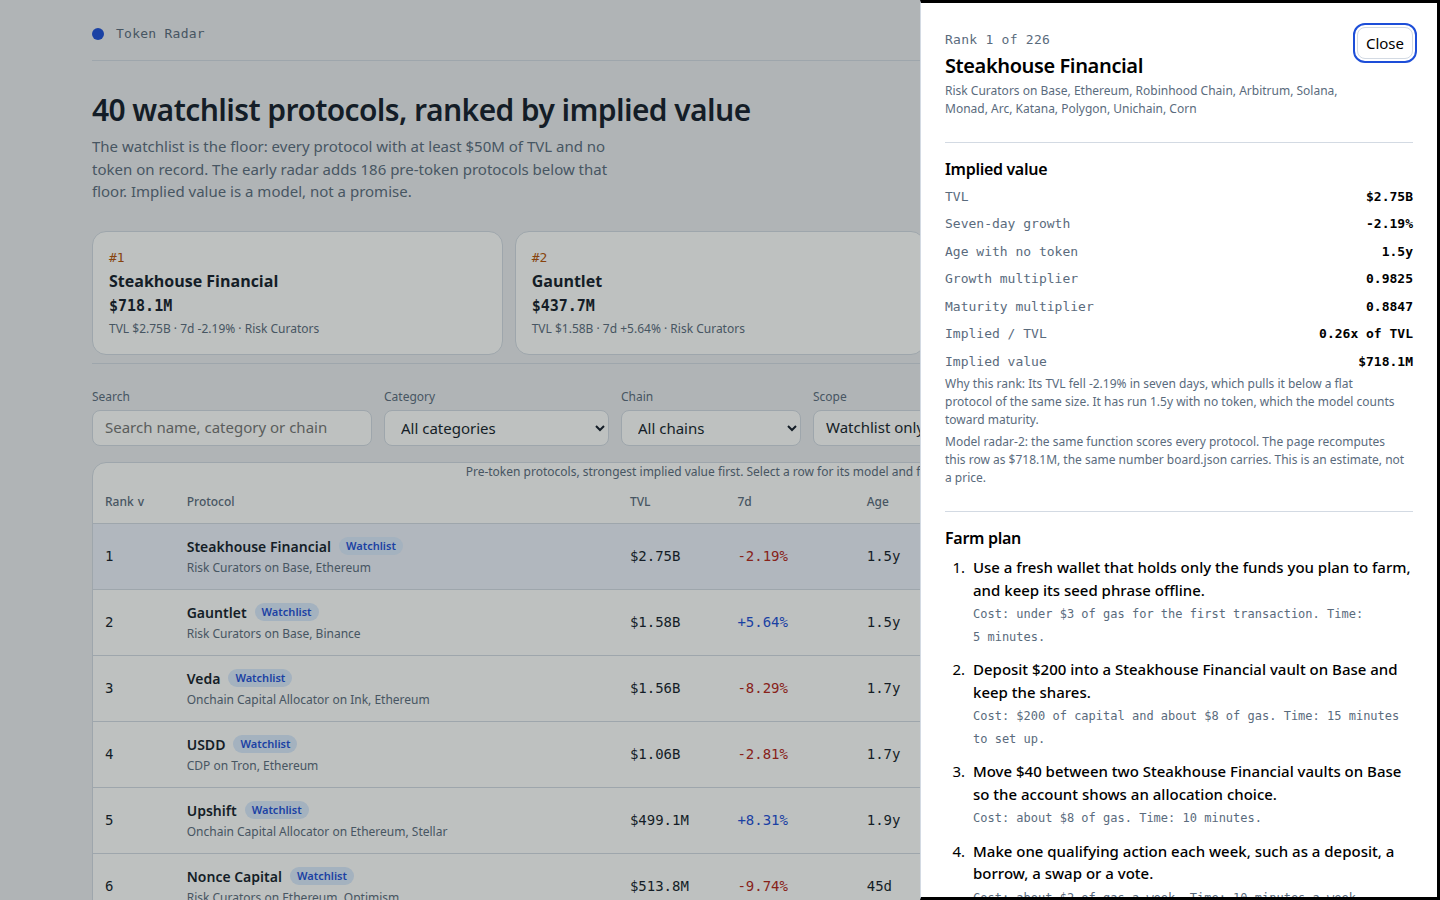 Token Radar
40 watchlist protocols, ranked by implied value
The watchlist is the floor: every protocol with at least $50M of TVL and no
token on record. The early radar adds 186 pre-token protocols below that
floor. Implied value is a model, not a promise.
#1
Steakhouse Financial
$718.1M
TVL $2.75B · 7d -2.19% · Risk Curators
#2
Gauntlet
$437.7M
TVL $1.58B · 7d +5.64% · Risk Curators
Search
Category
Chain
Scope
Search name, category or chain
All categories
All chains
Watchlist only
Pre-token protocols, strongest implied value first. Select a row for its model and f
Rank v
Protocol
TVL
7d
Age
1
Steakhouse Financial
Watchlist
Risk Curators on Base, Ethereum
$2.75B
-2.19%
1.5y
2
Gauntlet
Watchlist
Risk Curators on Base, Binance
$1.58B
+5.64%
1.5y
3
Veda
Watchlist
Onchain Capital Allocator on Ink, Ethereum
$1.56B
-8.29%
1.7y
4
USDD
Watchlist
CDP on Tron, Ethereum
$1.06B
-2.81%
1.7y
5
Upshift
Watchlist
Onchain Capital Allocator on Ethereum, Stellar
$499.1M
+8.31%
1.9y
6
Nonce Capital
Watchlist
Risk Curators on Ethereum, Optimism
$513.8M
-9.74%
45d
Rank 1 of 226
Close
Steakhouse Financial
Risk Curators on Base, Ethereum, Robinhood Chain, Arbitrum, Solana,
Monad, Arc, Katana, Polygon, Unichain, Corn
Implied value
TVL $2.75B
Seven-day growth -2.19%
Age with no token 1.5y
Growth multiplier 0.9825
Maturity multiplier 0.8847
Implied / TVL 0.26x of TVL
Implied value $718.1M
Why this rank: Its TVL fell -2.19% in seven days, which pulls it below a flat
protocol of the same size. It has run 1.5y with no token, which the model counts
toward maturity.
Model radar-2: the same function scores every protocol. The page recomputes
this row as $718.1M, the same number board.json carries. This is an estimate, not
a price.
Farm plan
1. Use a fresh wallet that holds only the funds you plan to farm,
and keep its seed phrase offline.
Cost: under $3 of gas for the first transaction. Time:
5 minutes.
2. Deposit $200 into a Steakhouse Financial vault on Base and
keep the shares.
Cost: $200 of capital and about $8 of gas. Time: 15 minutes
to set up.
3. Move $40 between two Steakhouse Financial vaults on Base
so the account shows an allocation choice.
Cost: about $8 of gas. Time: 10 minutes.
4. Make one qualifying action each week, such as a deposit, a
borrow, a swap or a vote.
Cost: about $2 of gas a week. Time: 10 minutes a week.